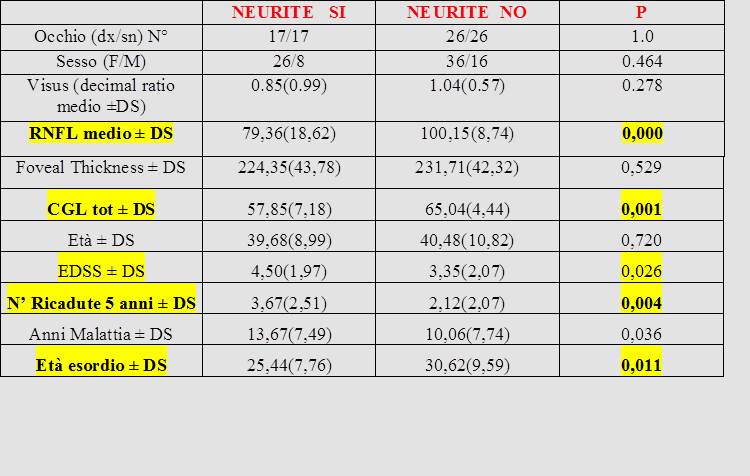 NEURITE SI NEURITE NO P
Occhio (dx/sn) N° 17/17 26/26 1.0
Sesso (F/M) 26/8 36/16 0.464
Visus (decimal ratio 0.85(0.99) 1.04(0.57) 0.278
medio ±DS)
RNFL medio ± DS 79,36(18,62) 100,15(8,74) 0,000
Foveal Thickness ± DS 224,35(43,78) 231,71(42,32) 0,529
CGL tot ± DS 57,85(7,18) 65,04(4,44) 0,001
Età ± DS 39,68(8,99) 40,48(10,82) 0,720
EDSS ± DS 4,50(1,97) 3,35(2,07) 0,026
N’ Ricadute 5 anni ± DS 3,67(2,51) 2,12(2,07) 0,004
Anni Malattia ± DS 13,67(7,49) 10,06(7,74) 0,036
Età esordio ± DS 25,44(7,76) 30,62(9,59) 0,011